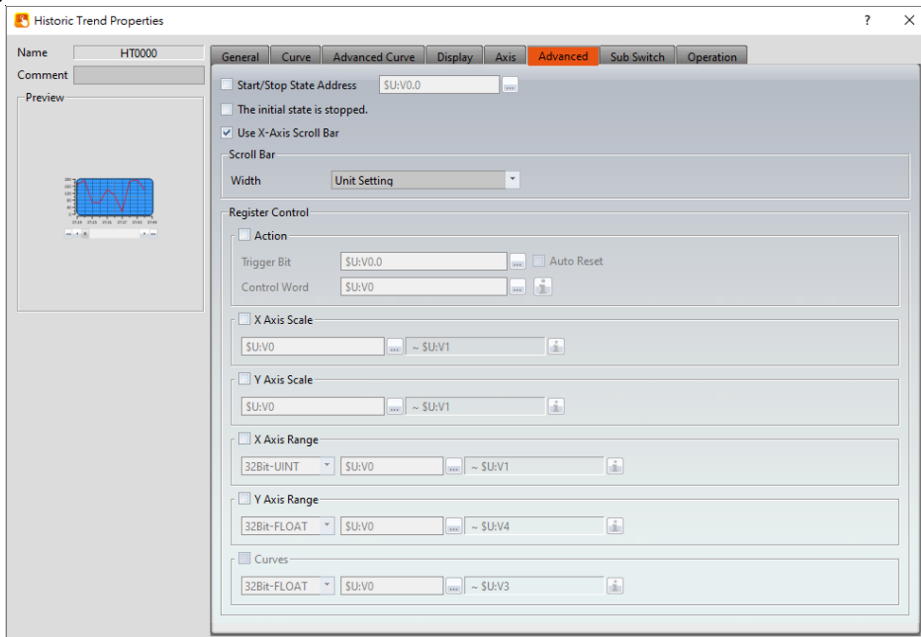 Historic Trend Properties ? ×
Name HT0000
Comment
Preview
General Curve Advanced Curve Display Axis Advanced Sub Switch Operation
Start/Stop State Address $U:V0.0 ...
The initial state is stopped.
Use X-Axis Scroll Bar
Scroll Bar
Width Unit Setting
Register Control
Action
Trigger Bit $U:V0.0 ... Auto Reset
Control Word $U:V0 ...
X Axis Scale
$U:V0 ... ~ $U:V1
Y Axis Scale
$U:V0 ... ~ $U:V1
X Axis Range
32Bit-UINT $U:V0 ... ~ $U:V1
Y Axis Range
32Bit-FLOAT $U:V0 ... ~ $U:V4
Curves
32Bit-FLOAT $U:V0 ... ~ $U:V3